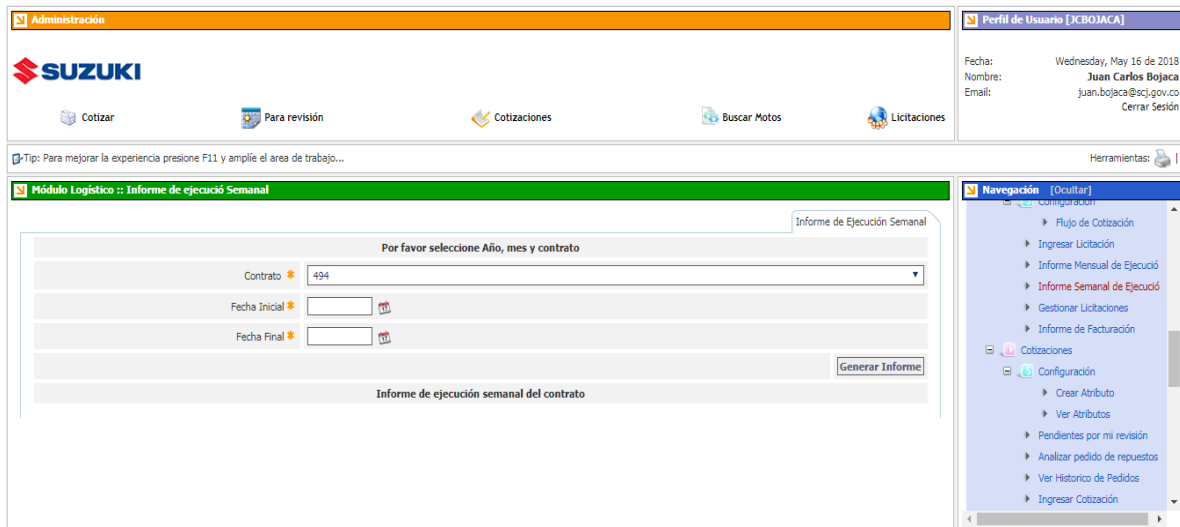 Administración
SUZUKI
Cotizar
Para revisión
Cotizaciones
Buscar Motos
Licitaciones
Perfil de Usuario [JCBOJACA]
Fecha: Wednesday, May 16 de 2018
Nombre: Juan Carlos Bojaca
Email: juan.bojaca@scj.gov.co
Cerrar Sesión
Tip: Para mejorar la experiencia presione F11 y amplíe el area de trabajo...
Herramientas: |
Módulo Logístico :: Informe de ejecució Semanal
Informe de Ejecución Semanal
Por favor seleccione Año, mes y contrato
Contrato 494
Fecha Inicial
Fecha Final
Generar Informe
Informe de ejecución semanal del contrato
Navegación [Ocultar]
Configuración
Flujo de Cotización
Ingresar Licitación
Informe Mensual de Ejecució
Informe Semanal de Ejecució
Gestionar Licitaciones
Informe de Facturación
Cotizaciones
Configuración
Crear Atributo
Ver Atributos
Pendientes por mi revisión
Analizar pedido de repuestos
Ver Historico de Pedidos
Ingresar Cotización